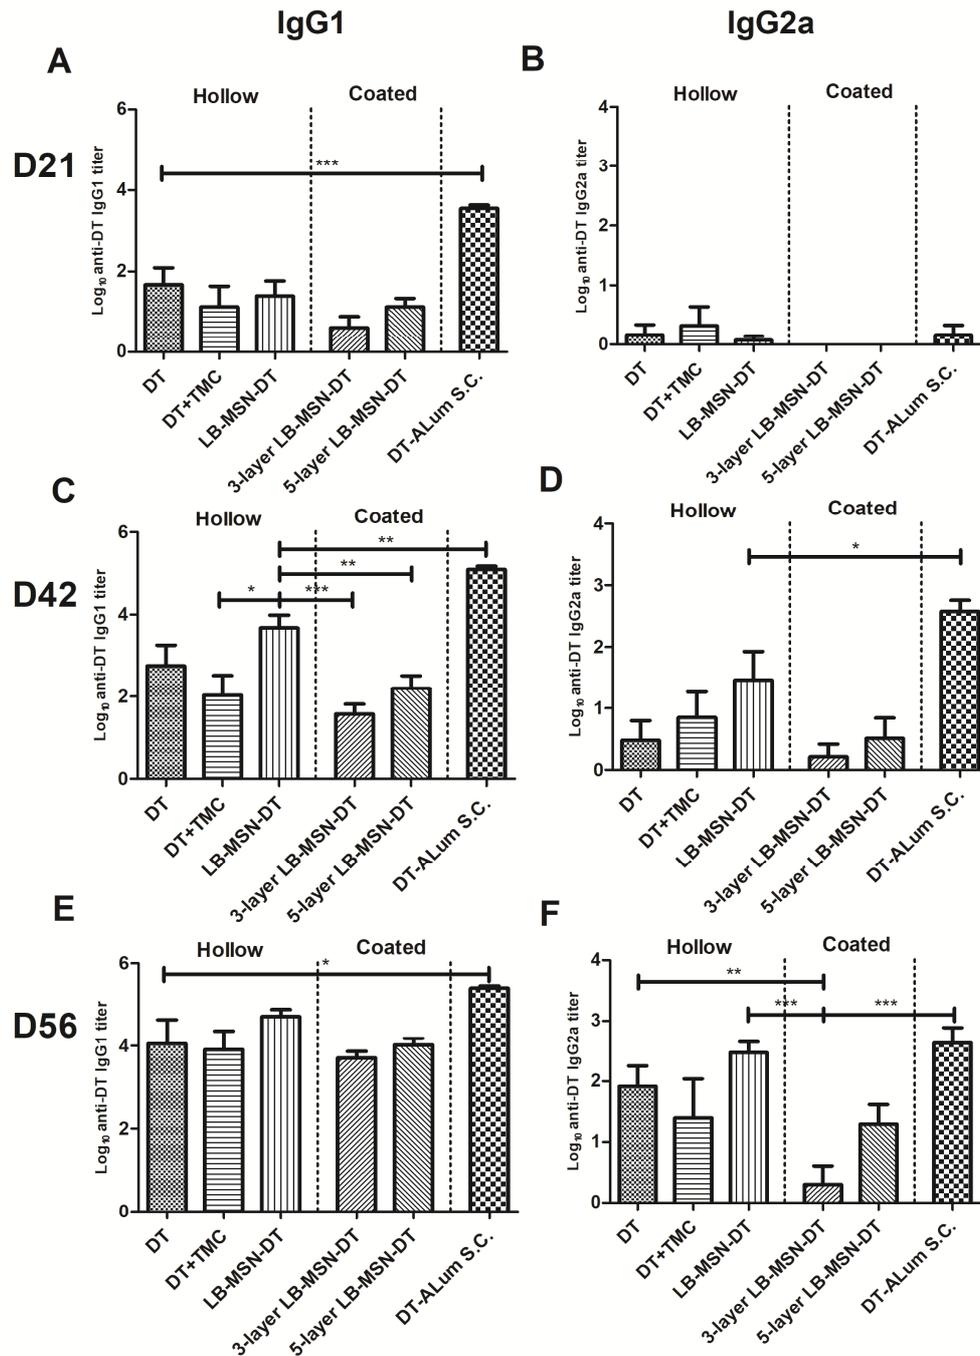 IgG1
IgG2a
A
Hollow
Coated
D21
Log10 anti-DT IgG1 titer
6
4
2
0
***
DT
DT+TMC
LB-MSN-DT
3-layer LB-MSN-DT
5-layer LB-MSN-DT
DT-ALum S.C.
B
Hollow
Coated
Log10 anti-DT IgG2a titer
4
3
2
1
0
DT
DT+TMC
LB-MSN-DT
3-layer LB-MSN-DT
5-layer LB-MSN-DT
DT-ALum S.C.
C
Hollow
Coated
D42
Log10 anti-DT IgG1 titer
6
4
2
0
**
**
*
***
DT
DT+TMC
LB-MSN-DT
3-layer LB-MSN-DT
5-layer LB-MSN-DT
DT-ALum S.C.
D
Hollow
Coated
Log10 anti-DT IgG2a titer
4
3
2
1
0
*
DT
DT+TMC
LB-MSN-DT
3-layer LB-MSN-DT
5-layer LB-MSN-DT
DT-ALum S.C.
E
Hollow
Coated
D56
Log10 anti-DT IgG1 titer
6
4
2
0
*
DT
DT+TMC
LB-MSN-DT
3-layer LB-MSN-DT
5-layer LB-MSN-DT
DT-ALum S.C.
F
Hollow
Coated
Log10 anti-DT IgG2a titer
4
3
2
1
0
**
***
***
DT
DT+TMC
LB-MSN-DT
3-layer LB-MSN-DT
5-layer LB-MSN-DT
DT-ALum S.C.